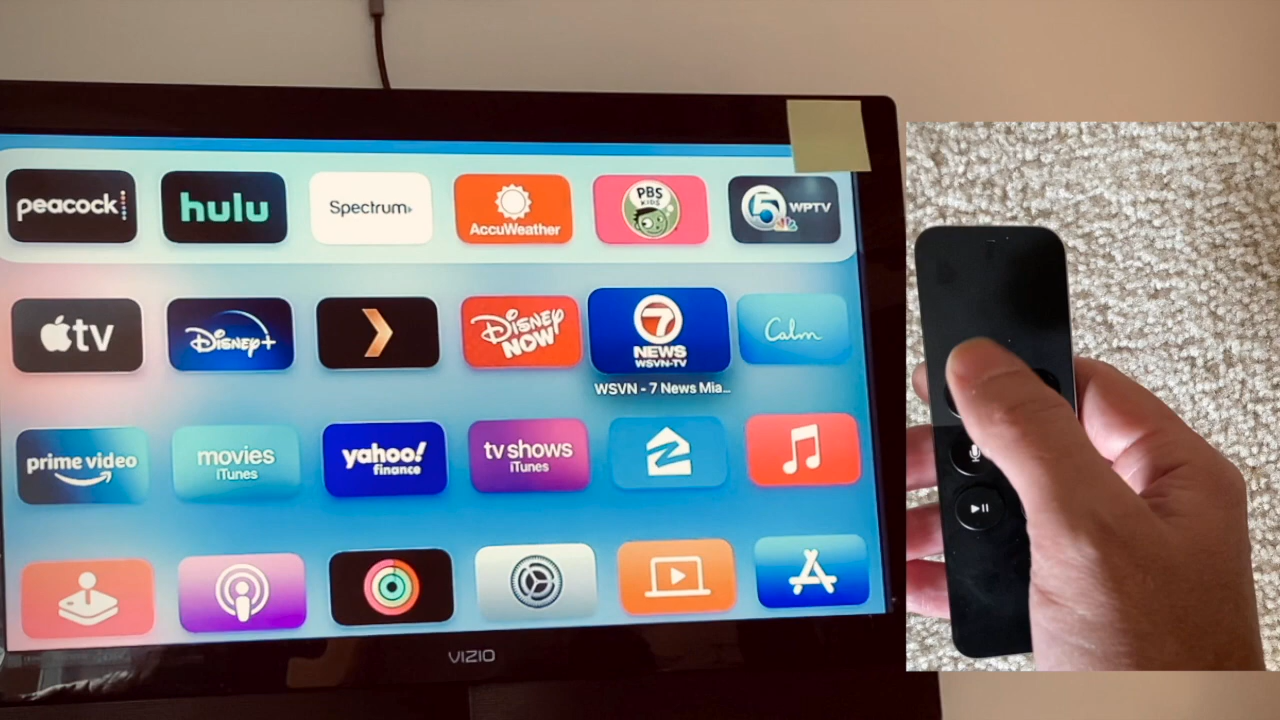 peacock
hulu
Spectrum
AccuWeather
PBS
KIDS
5 WPTV
tv
Disney+
Disney
NOW
7
NEWS
WSVN-TV
Calm
WSVN - 7 News Mia...
prime video
movies
iTunes
yahoo!
finance
tv shows
iTunes
VIZIO